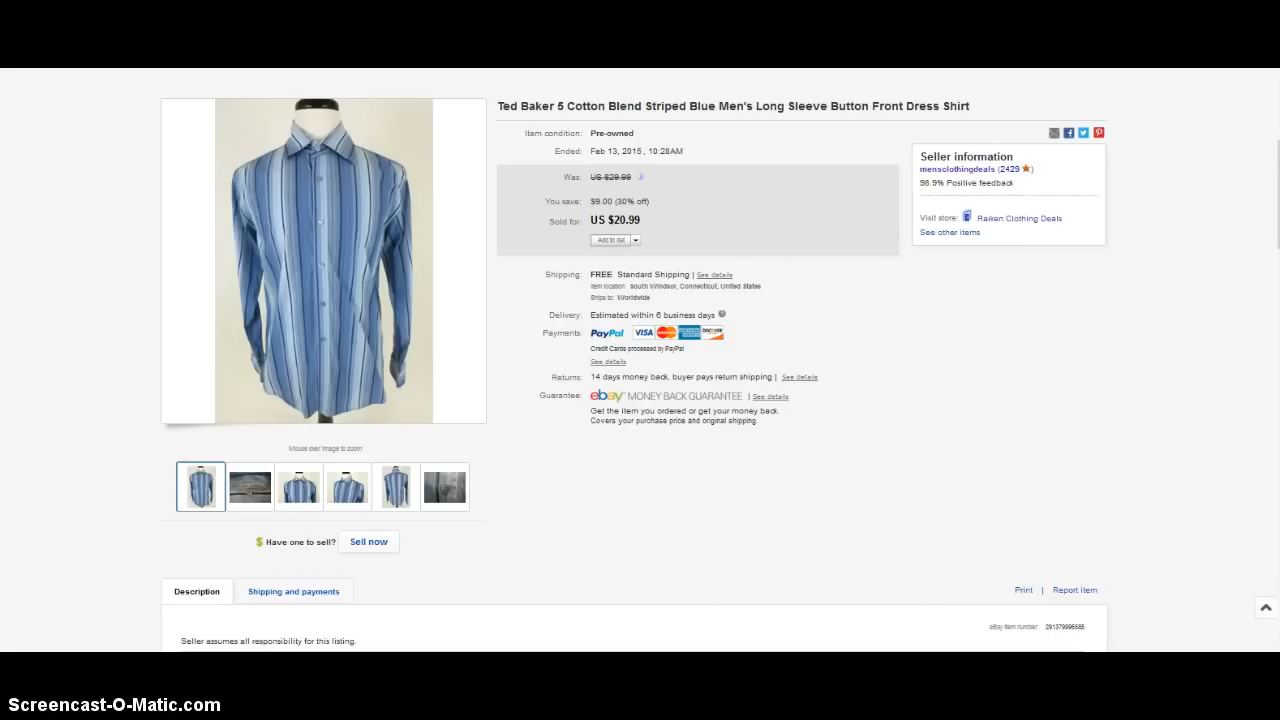 Ted Baker 5 Cotton Blend Striped Blue Men's Long Sleeve Button Front Dress Shirt
Item condition: Pre-owned
Ended: Feb 13, 2015 , 10:28AM
Was: US $29.99
You save: $9.00 (30% off)
Sold for: US $20.99
Add to list
Shipping: FREE Standard Shipping | See details
Item location: South Windsor, Connecticut, United States
Ships to: Worldwide
Delivery: Estimated within 6 business days
Payments: PayPal VISA MasterCard DISCOVER
Credit Cards processed by PayPal
See details
Returns: 14 days money back, buyer pays return shipping | See details
Guarantee: ebay MONEY BACK GUARANTEE | See details
Get the item you ordered or get your money back.
Covers your purchase price and original shipping.
Seller information
mensclothingdeals (2429 )
98.9% Positive feedback
Visit store: Raiken Clothing Deals
See other items
Mouse over image to zoom
$ Have one to sell? Sell now
Description
Shipping and payments
Print | Report item
eBay item number: 291379996585
Seller assumes all responsibility for this listing.
Screencast-O-Matic.com